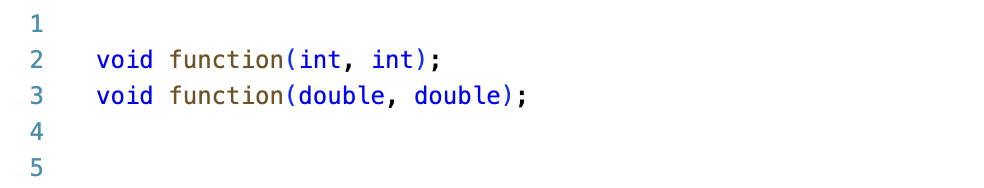 1
2 void function(int, int);
3 void function(double, double);
4
5